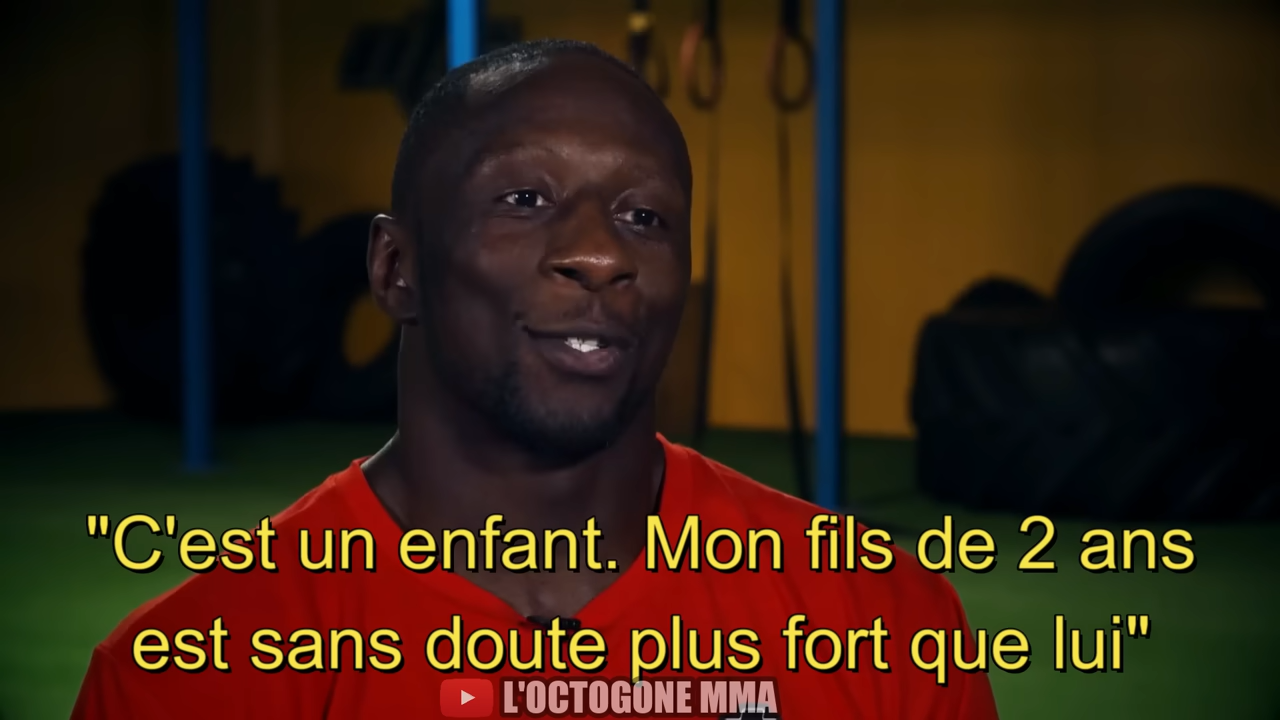 "C'est un enfant. Mon fils de 2 ans
est sans doute plus fort que lui"
L'OCTOGONE MMA